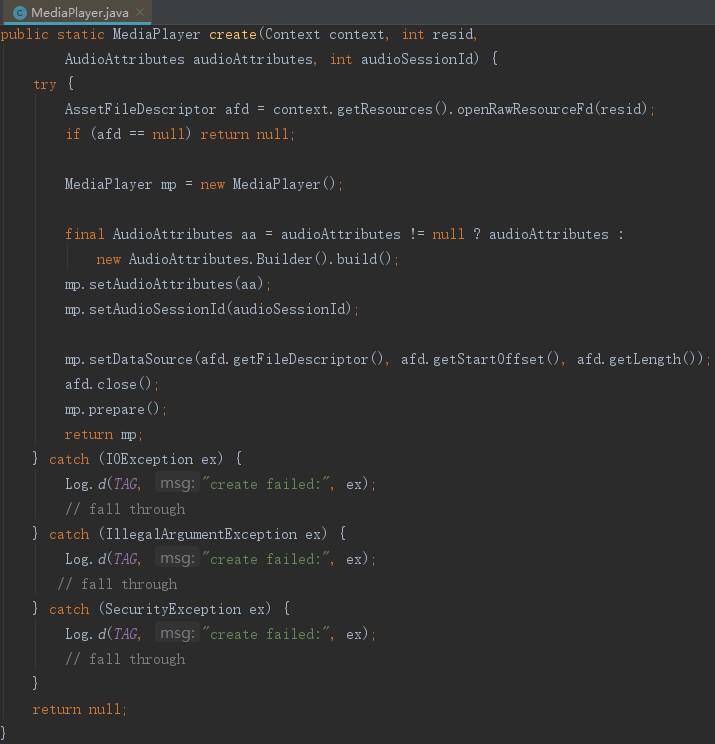 MediaPlayer.java
public static MediaPlayer create(Context context, int resid,
AudioAttributes audioAttributes, int audioSessionId) {
try {
AssetFileDescriptor afd = context.getResources().openRawResourceFd(resid);
if (afd == null) return null;
MediaPlayer mp = new MediaPlayer();
final AudioAttributes aa = audioAttributes != null ? audioAttributes :
new AudioAttributes.Builder().build();
mp.setAudioAttributes(aa);
mp.setAudioSessionId(audioSessionId);
mp.setDataSource(afd.getFileDescriptor(), afd.getStartOffset(), afd.getLength());
afd.close();
mp.prepare();
return mp;
} catch (IOException ex) {
Log.d(TAG, msg: "create failed:", ex);
// fall through
} catch (IllegalArgumentException ex) {
Log.d(TAG, msg: "create failed:", ex);
// fall through
} catch (SecurityException ex) {
Log.d(TAG, msg: "create failed:", ex);
// fall through
}
return null;
}